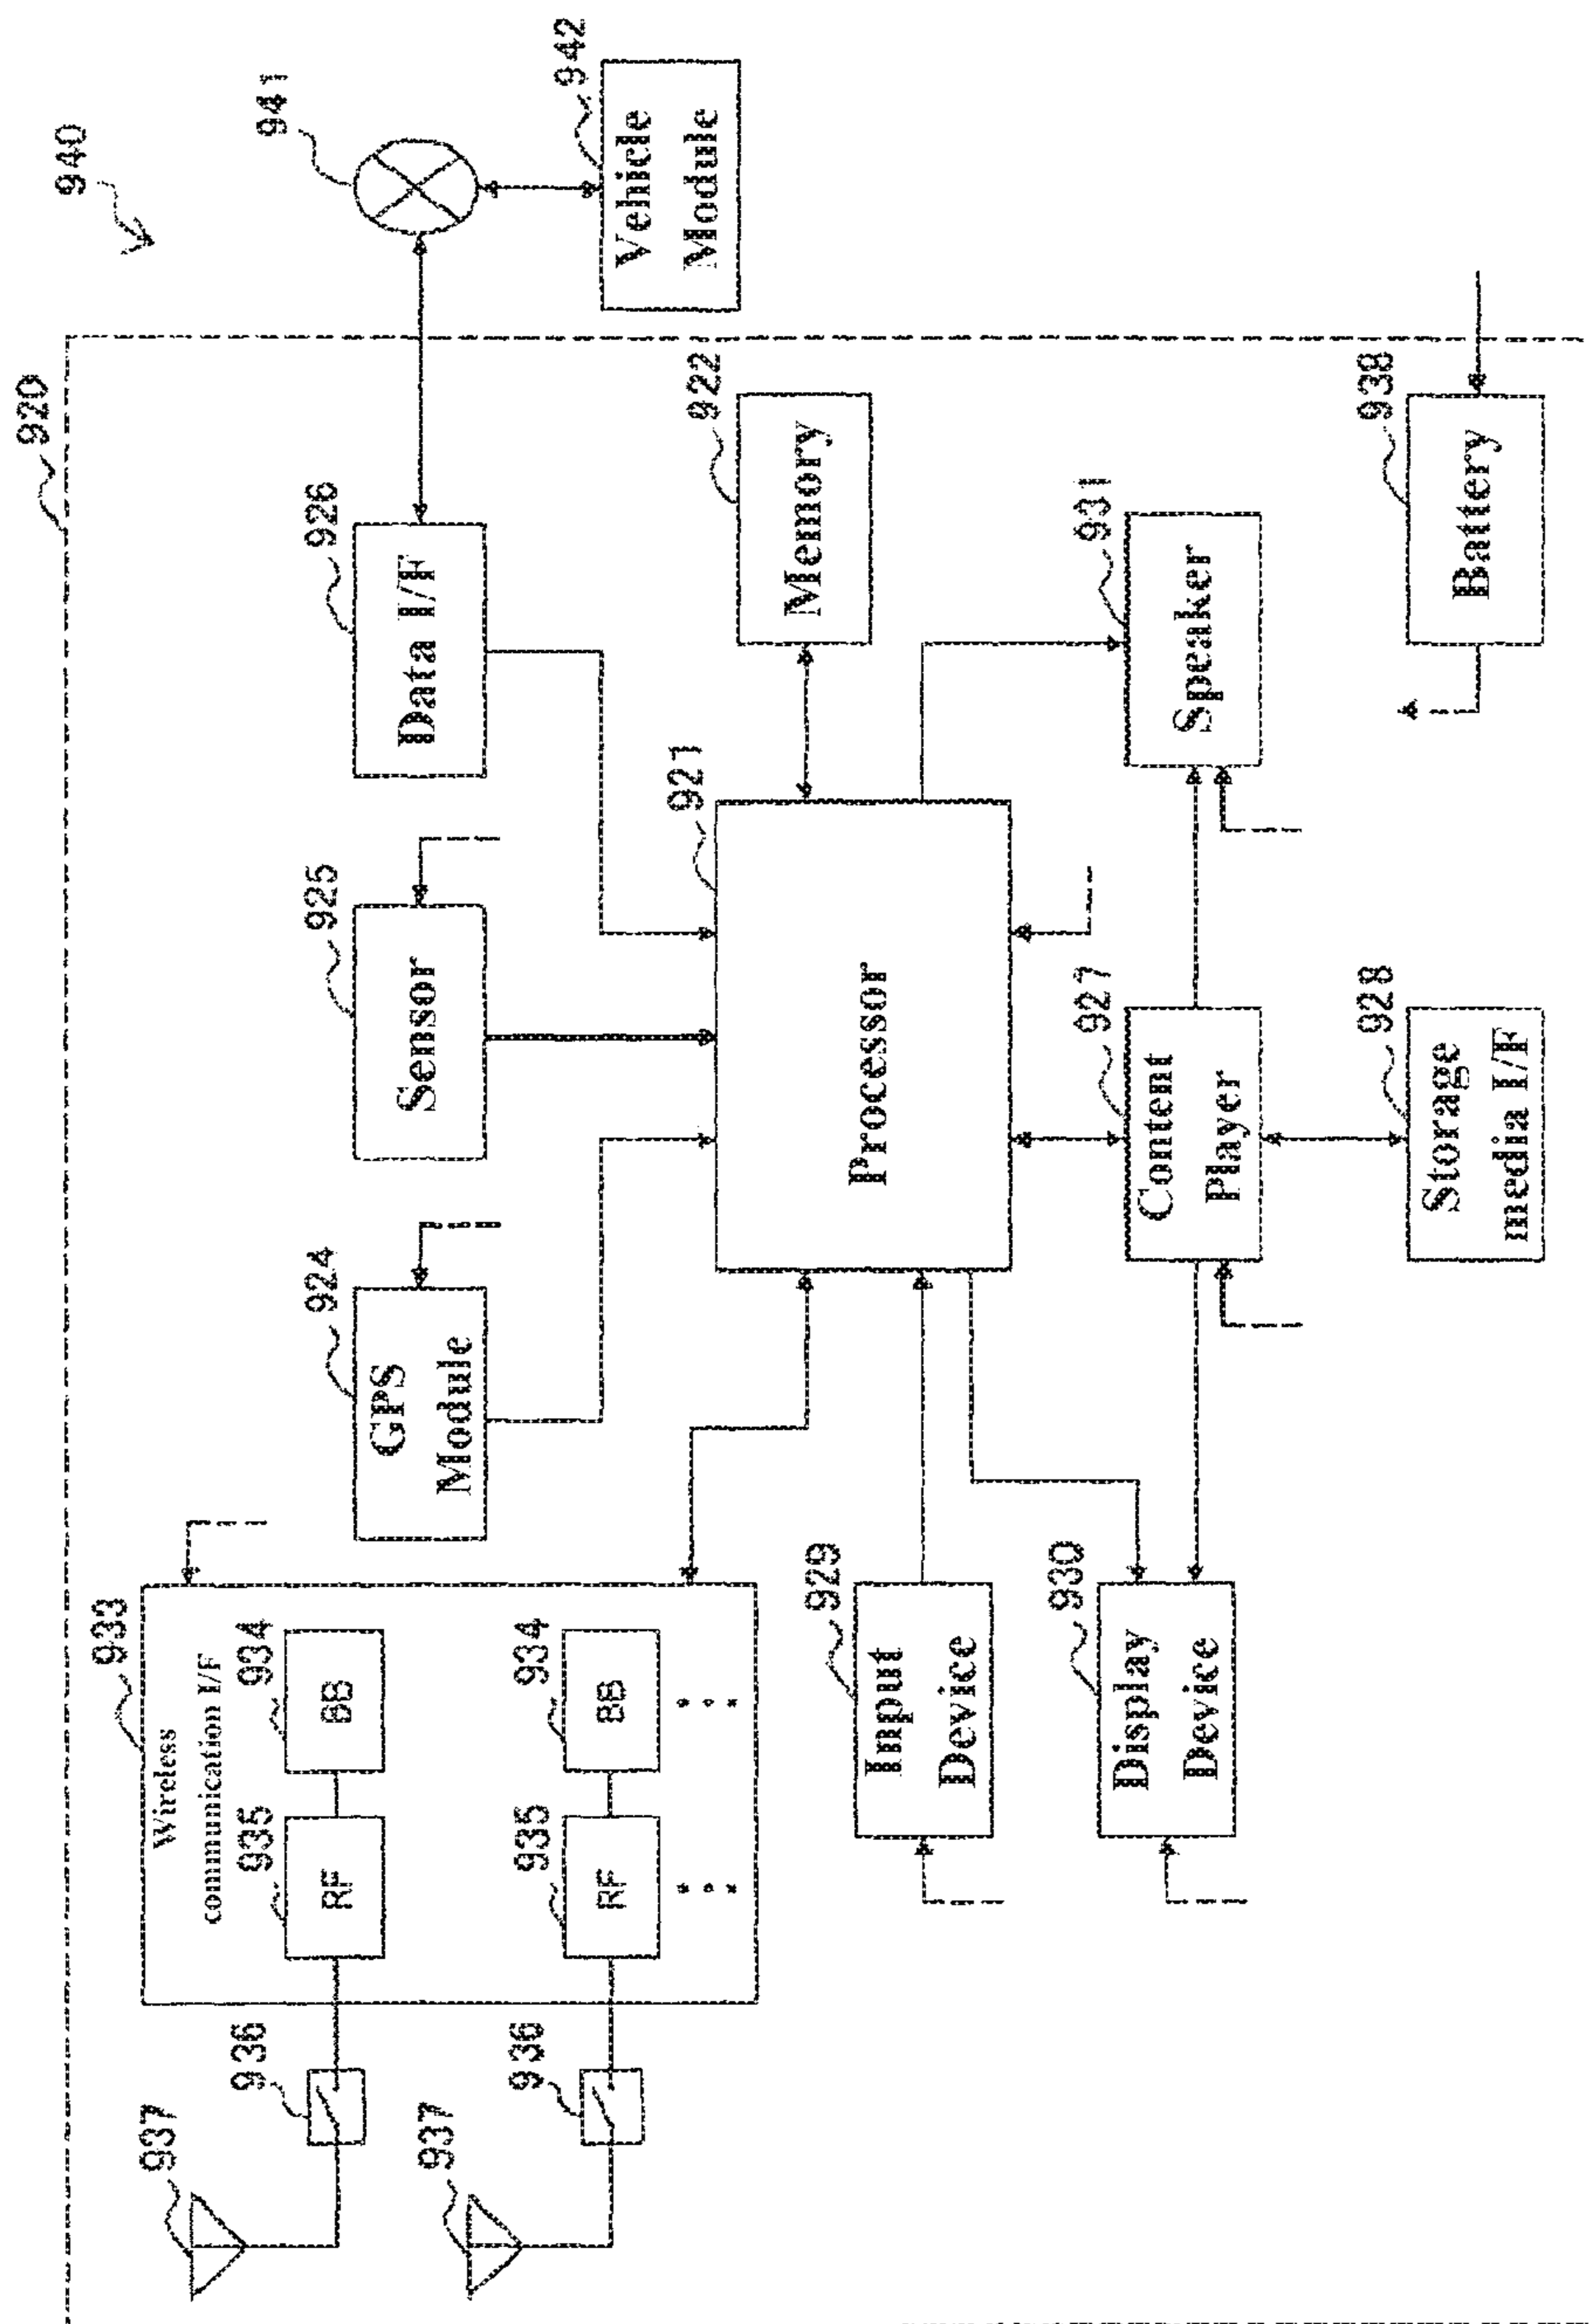 920
940
937
936
933
Wireless
communication I/F
935
934
RF
BB
937
936
935
934
RF
BB
924
GPS
Module
925
Sensor
926
Data I/F
941
942
Vehicle
Module
921
Processor
922
Memory
929
Input
Device
930
Display
Device
927
Content
Player
931
Speaker
928
Storage
media I/F
938
Battery